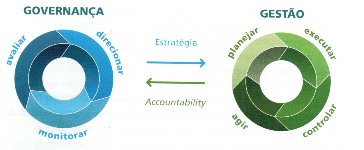 GOVERNANÇA
GESTÃO
avaliar
direcionar
monitorar
Estratégia
Accountability
planejar
executar
agir
controlar